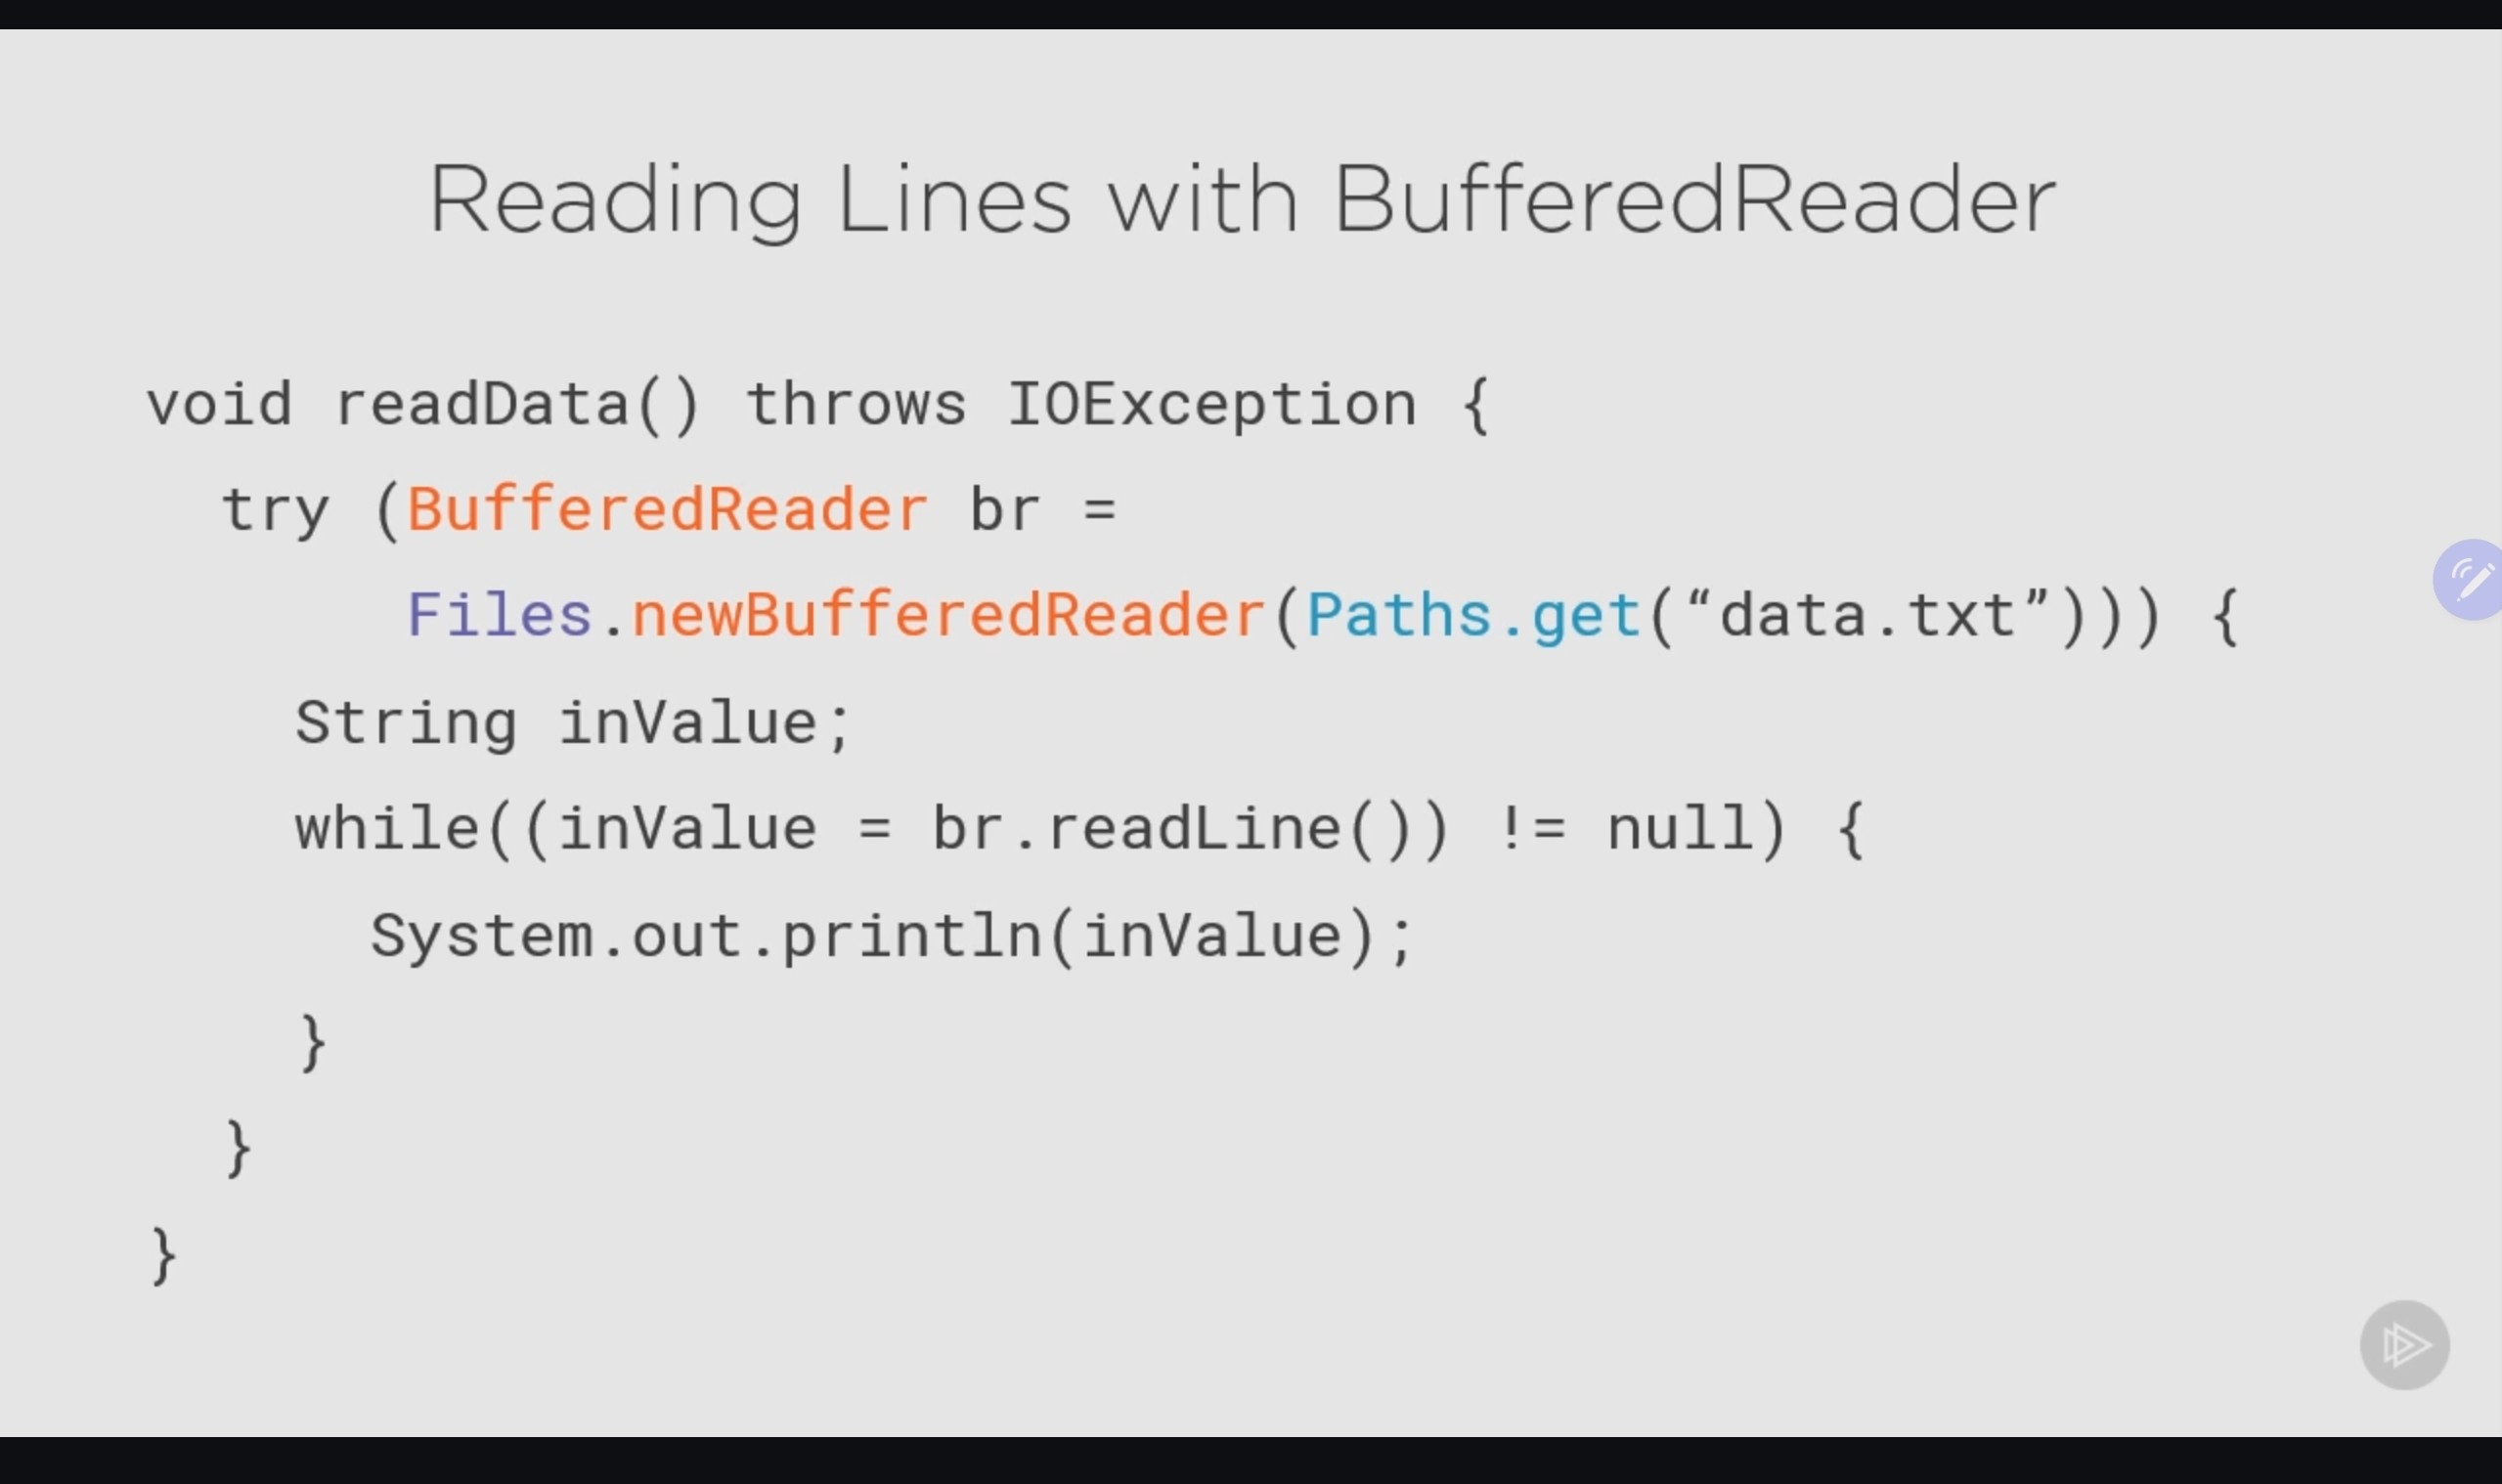 Reading Lines with BufferedReader
void readData() throws IOException {
try (BufferedReader br =
Files.newBufferedReader(Paths.get(“data.txt”))) {
String inValue;
while((inValue = br.readLine()) != null) {
System.out.println(inValue);
}
}
}